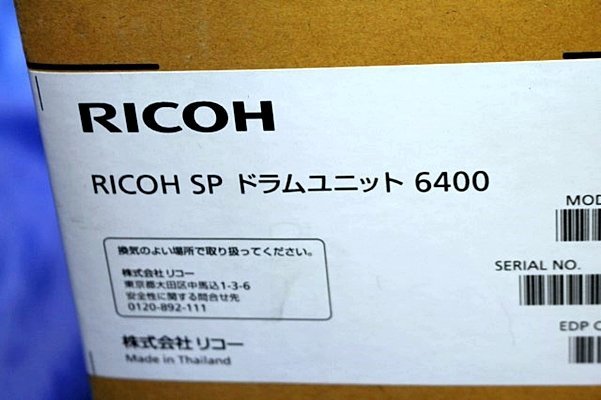 RICOH
RICOH SP ドラムユニット 6400
MOD
換気のよい場所で取り扱ってください。
株式会社リコー
東京都大田区中馬込1-3-6
安全性に関する問合せ先
0120-892-111
SERIAL NO.
EDP C
株式会社リコー
Made in Thailand